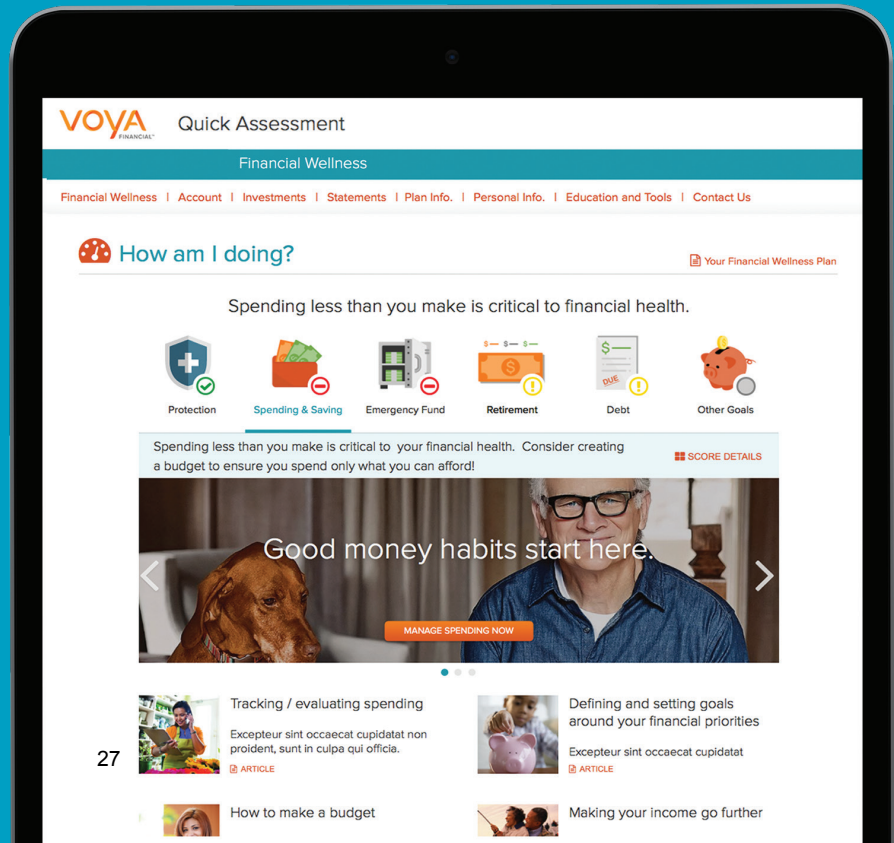 VOYA
FINANCIAL™
Quick Assessment
Financial Wellness
Financial Wellness | Account | Investments | Statements | Plan Info. | Personal Info. | Education and Tools | Contact Us
How am I doing?
Your Financial Wellness Plan
Spending less than you make is critical to financial health.
$— $— $—
$
$—
DUE
Protection
Spending & Saving
Emergency Fund
Retirement
Debt
Other Goals
Spending less than you make is critical to your financial health. Consider creating
a budget to ensure you spend only what you can afford!
SCORE DETAILS
Good money habits start here.
MANAGE SPENDING NOW
Tracking / evaluating spending
Excepteur sint occaecat cupidatat non
proident, sunt in culpa qui officia.
ARTICLE
Defining and setting goals
around your financial priorities
Excepteur sint occaecat cupidatat
ARTICLE
27
How to make a budget
Making your income go further